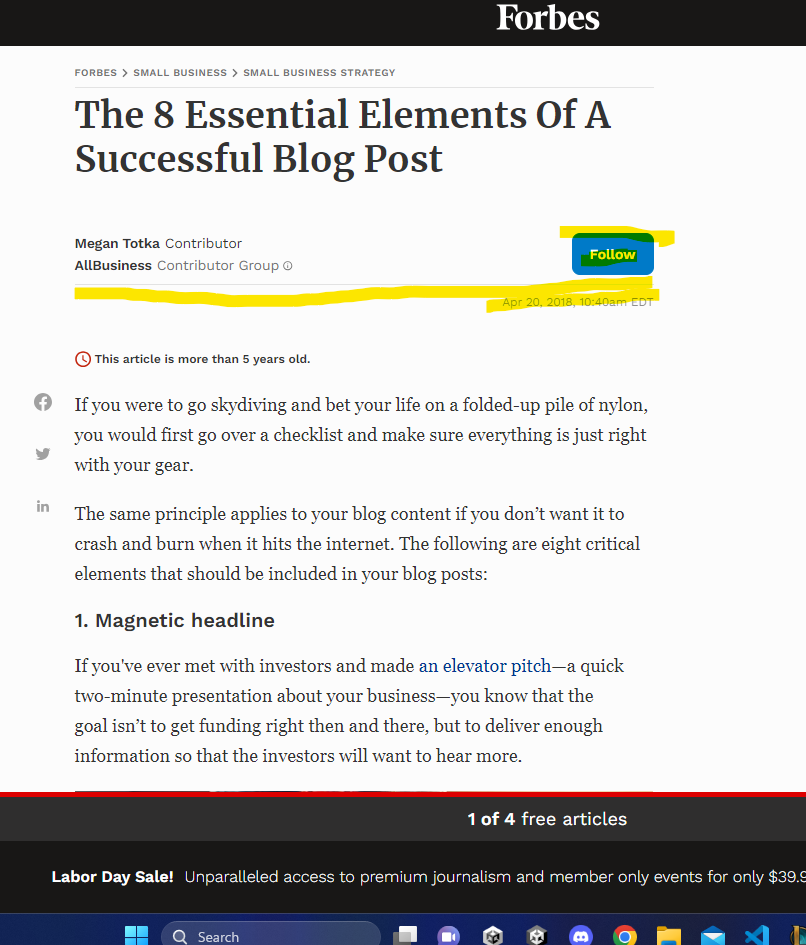 Forbes
FORBES > SMALL BUSINESS > SMALL BUSINESS STRATEGY
The 8 Essential Elements Of A
Successful Blog Post
Megan Totka Contributor
AllBusiness Contributor Group
Follow
Apr 20, 2018, 10:40am EDT
This article is more than 5 years old.
If you were to go skydiving and bet your life on a folded-up pile of nylon,
you would first go over a checklist and make sure everything is just right
with your gear.
The same principle applies to your blog content if you don’t want it to
crash and burn when it hits the internet. The following are eight critical
elements that should be included in your blog posts:
1. Magnetic headline
If you've ever met with investors and made an elevator pitch—a quick
two-minute presentation about your business—you know that the
goal isn’t to get funding right then and there, but to deliver enough
information so that the investors will want to hear more.
1 of 4 free articles
Labor Day Sale! Unparalleled access to premium journalism and member only events for only $39.9
Search